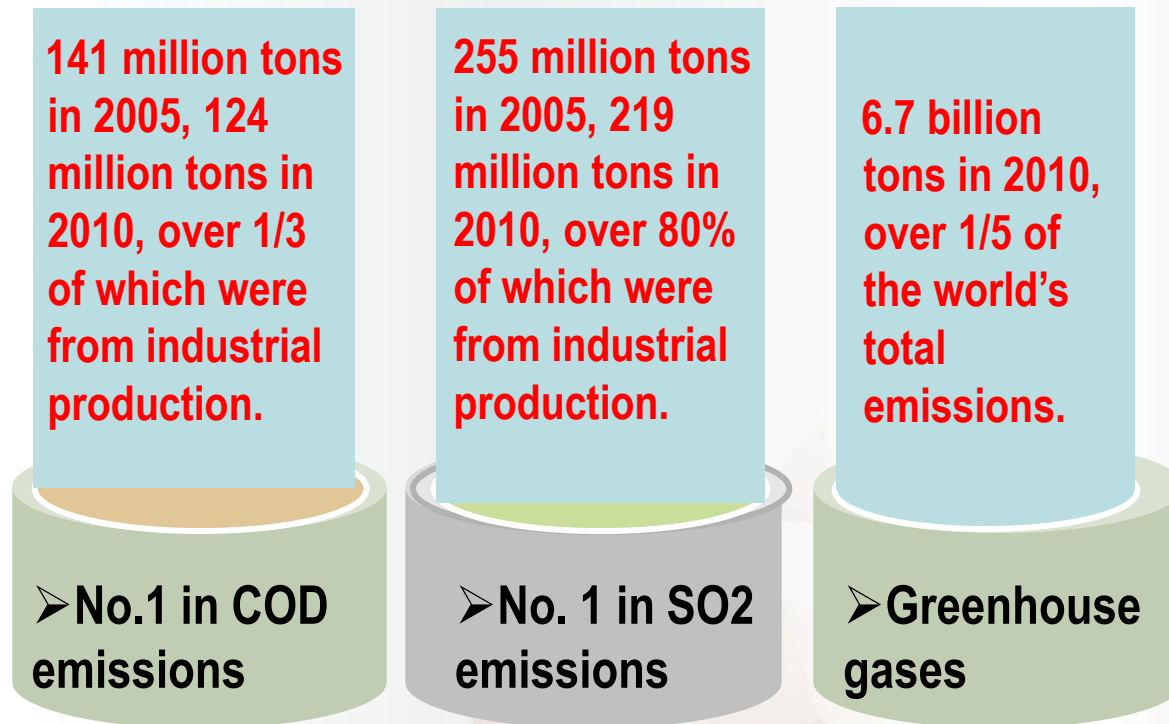 141 million tons
in 2005, 124
million tons in
2010, over 1/3
of which were
from industrial
production.
➢No.1 in COD
emissions
255 million tons
in 2005, 219
million tons in
2010, over 80%
of which were
from industrial
production.
➢No. 1 in SO2
emissions
6.7 billion
tons in 2010,
over 1/5 of
the world’s
total
emissions.
➢Greenhouse
gases